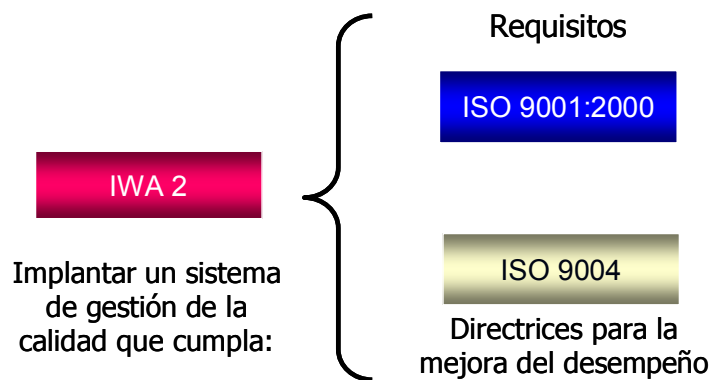 IWA 2
Implantar un sistema
de gestión de la
calidad que cumpla:
Requisitos
ISO 9001:2000
ISO 9004
Directrices para la
mejora del desempeño